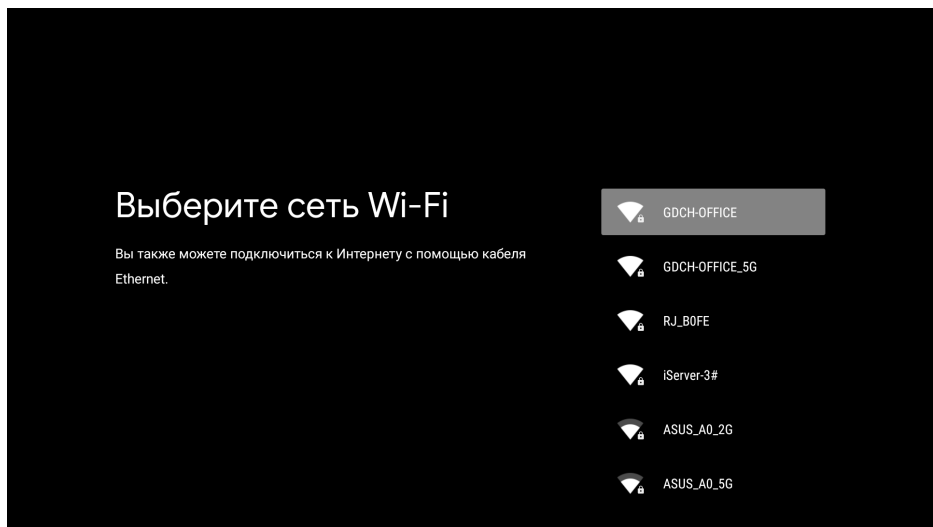 Выберите сеть Wi-Fi
Вы также можете подключиться к Интернету с помощью кабеля
Ethernet.
GDCH-OFFICE
GDCH-OFFICE_5G
RJ_B0FE
iServer-3#
ASUS_A0_2G
ASUS_A0_5G